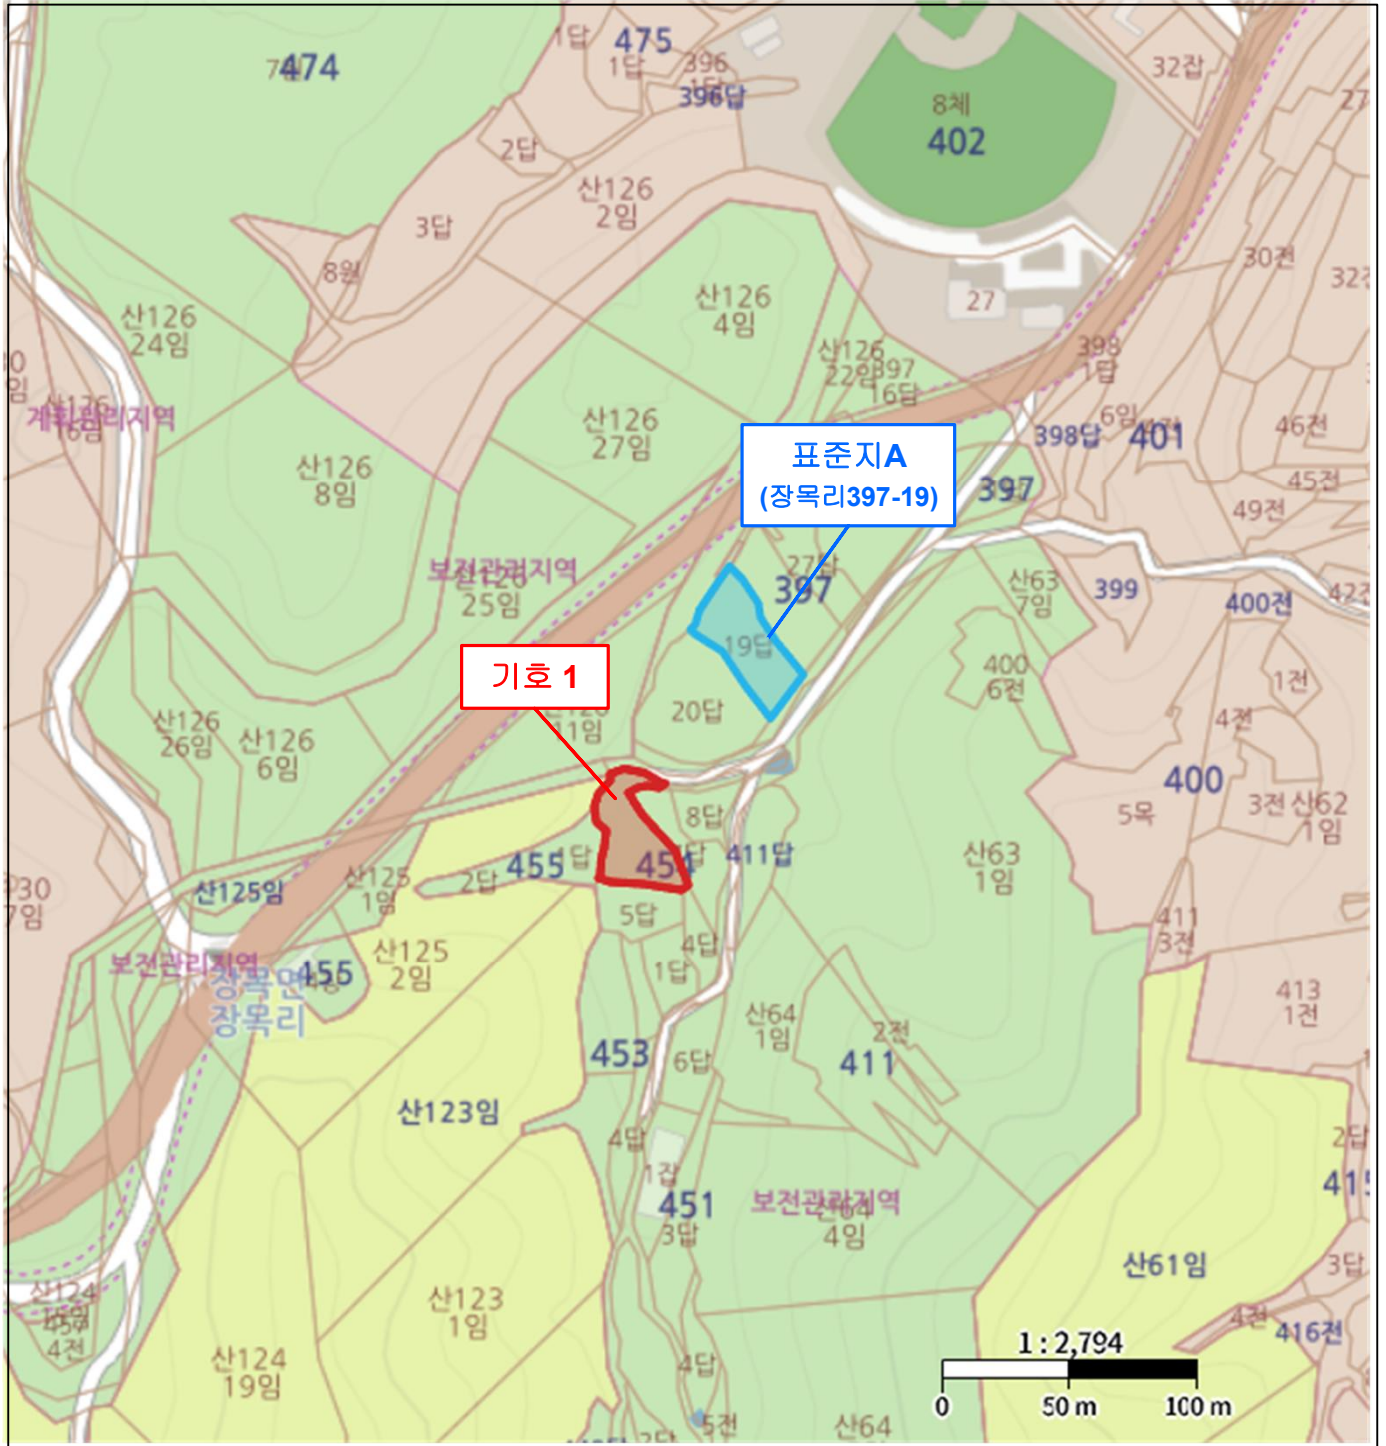 474
1답
475
1답
396
396답
2답
산126
2임
3답
8원
8체
402
32잡
27
30전
산126
24임
산126
4임
27
산126
22임
397
16답
398
1답
계획관리지역
산126
27임
6임
398답
401
46전
산126
8임
표준지A
(장목리397-19)
397
45전
49전
보전관리지역
25임
27답
397
산63
7임
399
400전
19답
기호 1
400
6전
1전
20답
11임
4전
산126
26임
산126
6임
400
5목
3전
산62
1임
8답
455
454
411답
산63
1임
2답
산125
1임
산125임
5답
411
3전
4답
보전관리지역
455
산125
2임
1답
장목면
장목리
413
1전
산64
1임
2전
453
6답
411
산123임
4답
2답
1잡
451
보전관리지역
4임
3답
산61임
3답
산124
4전
산123
1임
4전
416전
1 : 2,794
산124
19임
4답
0
50 m
100 m
5전
산64